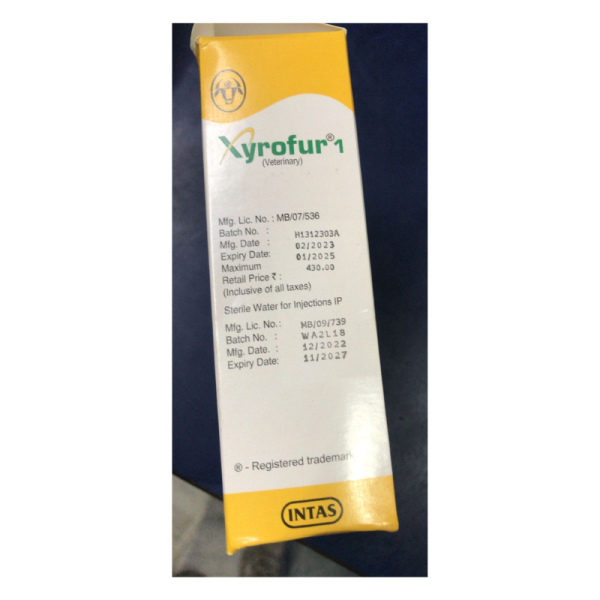 Xyrofur® 1
(Veterinary)
Mfg. Lic. No. : MB/07/536
Batch No. : H1312303A
Mfg. Date : 02/2023
Expiry Date: 01/2025
Maximum 430.00
Retail Price ₹ :
(Inclusive of all taxes)
Sterile Water for Injections IP
Mfg. Lic. No.: MB/09/739
Batch No. : WA2L18
Mfg. Date. : 12/2022
Expiry Date: 11/2027
® - Registered trademark
INTAS